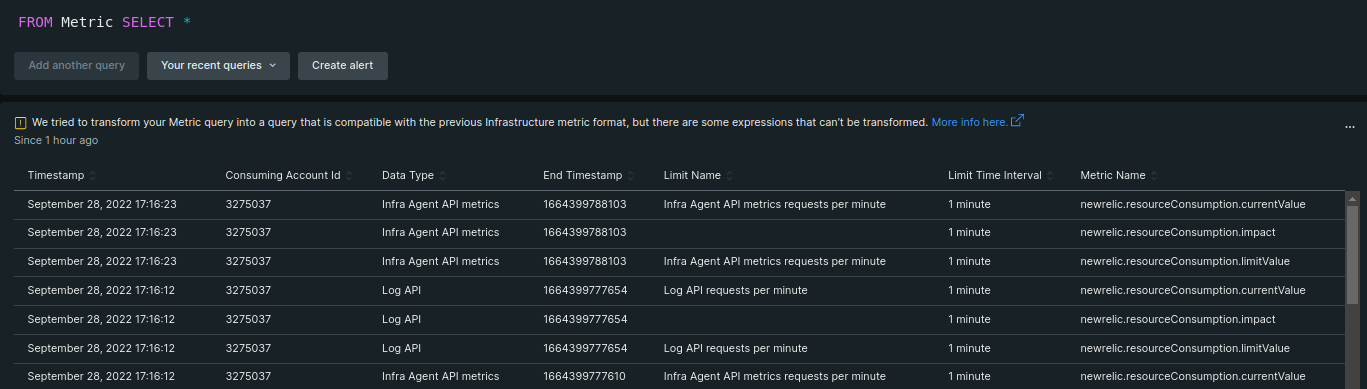 FROM Metric SELECT *
Add another query Your recent queries Create alert
We tried to transform your Metric query into a query that is compatible with the previous Infrastructure metric format, but there are some expressions that can't be transformed. More info here.
Since 1 hour ago
Timestamp Consuming Account Id Data Type End Timestamp Limit Name Limit Time Interval Metric Name
September 28, 2022 17:16:23 3275037 Infra Agent API metrics 1664399788103 Infra Agent API metrics requests per minute 1 minute newrelic.resourceConsumption.currentValue
September 28, 2022 17:16:23 3275037 Infra Agent API metrics 1664399788103 1 minute newrelic.resourceConsumption.impact
September 28, 2022 17:16:23 3275037 Infra Agent API metrics 1664399788103 Infra Agent API metrics requests per minute 1 minute newrelic.resourceConsumption.limitValue
September 28, 2022 17:16:12 3275037 Log API 1664399777654 Log API requests per minute 1 minute newrelic.resourceConsumption.currentValue
September 28, 2022 17:16:12 3275037 Log API 1664399777654 1 minute newrelic.resourceConsumption.impact
September 28, 2022 17:16:12 3275037 Log API 1664399777654 Log API requests per minute 1 minute newrelic.resourceConsumption.limitValue
September 28, 2022 17:16:12 3275037 Infra Agent API metrics 1664399777610 Infra Agent API metrics requests per minute 1 minute newrelic.resourceConsumption.currentValue